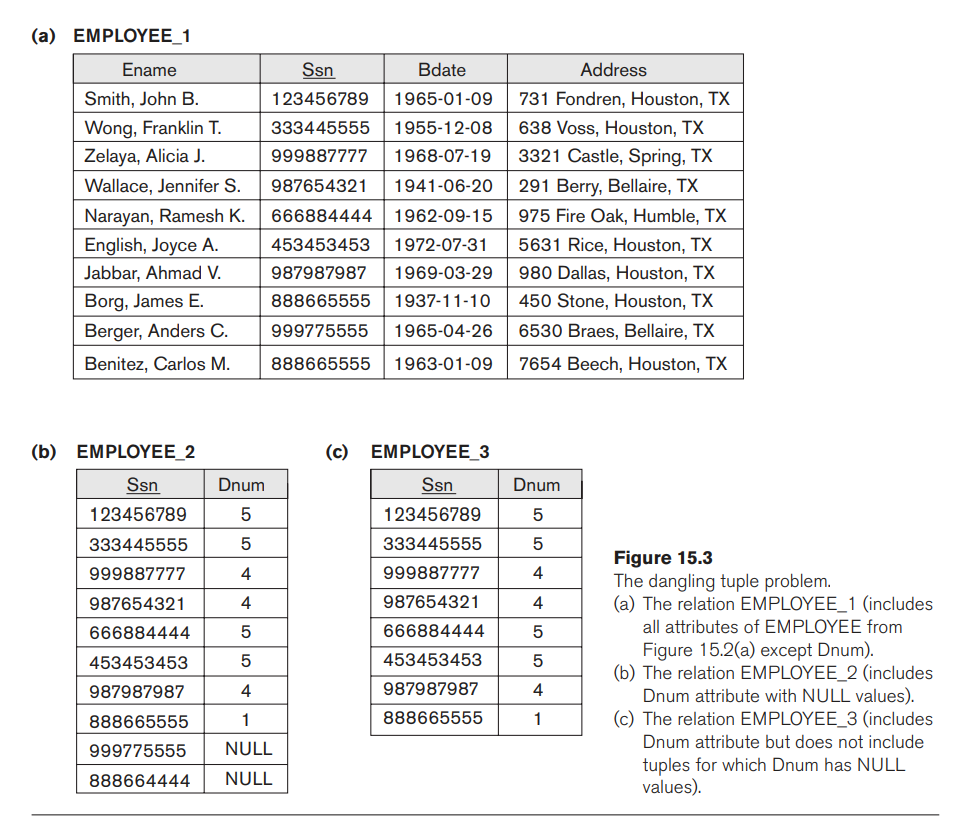 (a) EMPLOYEE_1
Ename Ssn Bdate Address
Smith, John B. 123456789 1965-01-09 731 Fondren, Houston, TX
Wong, Franklin T. 333445555 1955-12-08 638 Voss, Houston, TX
Zelaya, Alicia J. 999887777 1968-07-19 3321 Castle, Spring, TX
Wallace, Jennifer S. 987654321 1941-06-20 291 Berry, Bellaire, TX
Narayan, Ramesh K. 666884444 1962-09-15 975 Fire Oak, Humble, TX
English, Joyce A. 453453453 1972-07-31 5631 Rice, Houston, TX
Jabbar, Ahmad V. 987987987 1969-03-29 980 Dallas, Houston, TX
Borg, James E. 888665555 1937-11-10 450 Stone, Houston, TX
Berger, Anders C. 999775555 1965-04-26 6530 Braes, Bellaire, TX
Benitez, Carlos M. 888665555 1963-01-09 7654 Beech, Houston, TX
(b) EMPLOYEE_2
Ssn Dnum
123456789 5
333445555 5
999887777 4
987654321 4
666884444 5
453453453 5
987987987 4
888665555 1
999775555 NULL
888664444 NULL
(c) EMPLOYEE_3
Ssn Dnum
123456789 5
333445555 5
999887777 4
987654321 4
666884444 5
453453453 5
987987987 4
888665555 1
Figure 15.3
The dangling tuple problem.
(a) The relation EMPLOYEE_1 (includes
all attributes of EMPLOYEE from
Figure 15.2(a) except Dnum).
(b) The relation EMPLOYEE_2 (includes
Dnum attribute with NULL values).
(c) The relation EMPLOYEE_3 (includes
Dnum attribute but does not include
tuples for which Dnum has NULL
values).